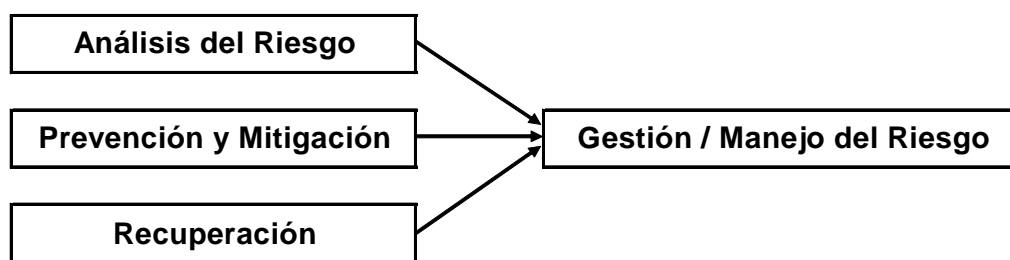 Análisis del Riesgo
Prevención y Mitigación
Gestión / Manejo del Riesgo
Recuperación